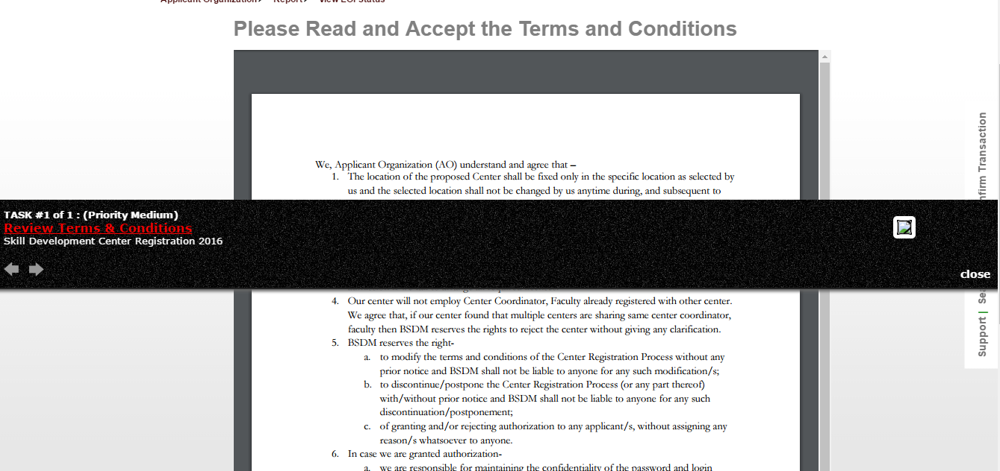 Applicant Organization Report View EOI Status
Please Read and Accept the Terms and Conditions
We, Applicant Organization (AO) understand and agree that –
1. The location of the proposed Center shall be fixed only in the specific location as selected by
us and the selected location shall not be changed by us anytime during, and subsequent to
TASK #1 of 1 : (Priority Medium)
Review Terms & Conditions
Skill Development Center Registration 2016
close
4. Our center will not employ Center Coordinator, Faculty already registered with other center.
We agree that, if our center found that multiple centers are sharing same center coordinator,
faculty then BSDM reserves the rights to reject the center without giving any clarification.
5. BSDM reserves the right-
a. to modify the terms and conditions of the Center Registration Process without any
prior notice and BSDM shall not be liable to anyone for any such modification/s;
b. to discontinue/postpone the Center Registration Process (or any part thereof)
with/without prior notice and BSDM shall not be liable to anyone for any such
discontinuation/postponement;
c. of granting and/or rejecting authorization to any applicant/s, without assigning any
reason/s whatsoever to anyone.
6. In case we are granted authorization-
a. we are responsible for maintaining the confidentiality of the password and login
Support | Se
nfirm Transaction